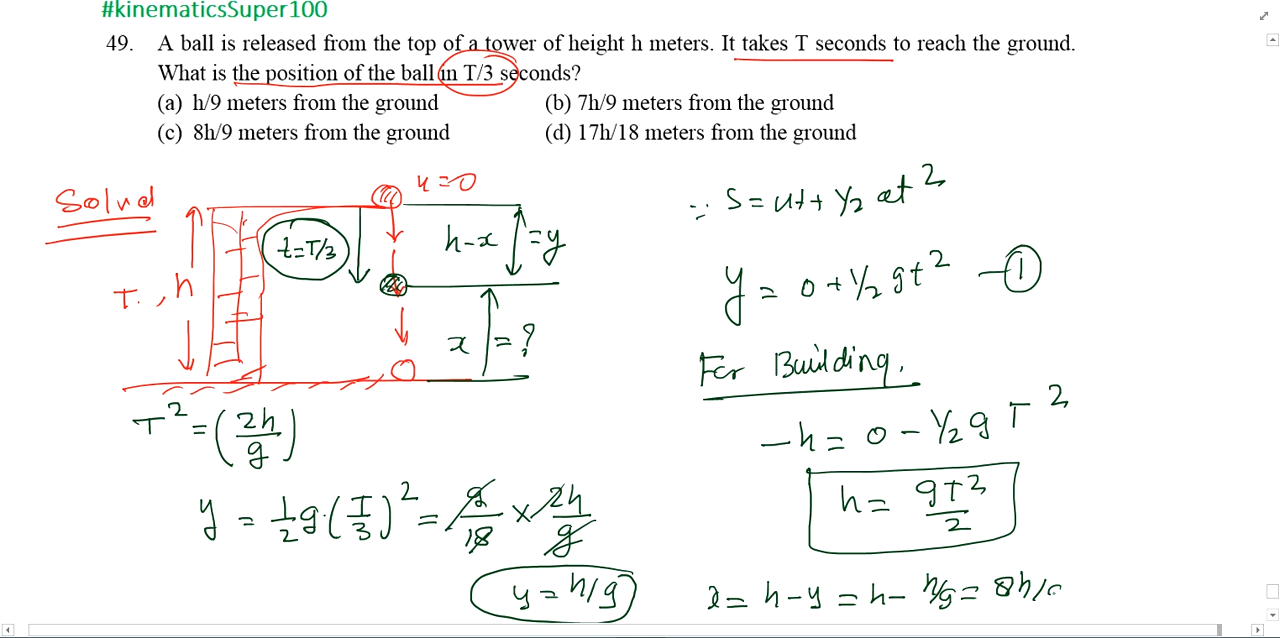 #kinematicsSuper100
49. A ball is released from the top of a tower of height h meters. It takes T seconds to reach the ground.
What is the position of the ball in T/3 seconds?
(a) h/9 meters from the ground (b) 7h/9 meters from the ground
(c) 8h/9 meters from the ground (d) 17h/18 meters from the ground
Solnd
u=0
t=T/3
h-x = y
T., h
x = ?
∵ S = ut + 1/2 at²
y = 0 + 1/2 gt² —①
For Building.
-h = 0 - 1/2 g T²
h = gT²/2
T² = (2h/g)
y = 1/2 g.(T/3)² = g/18 × 2h/g
y = h/9
x = h-y = h- h/9 = 8h/